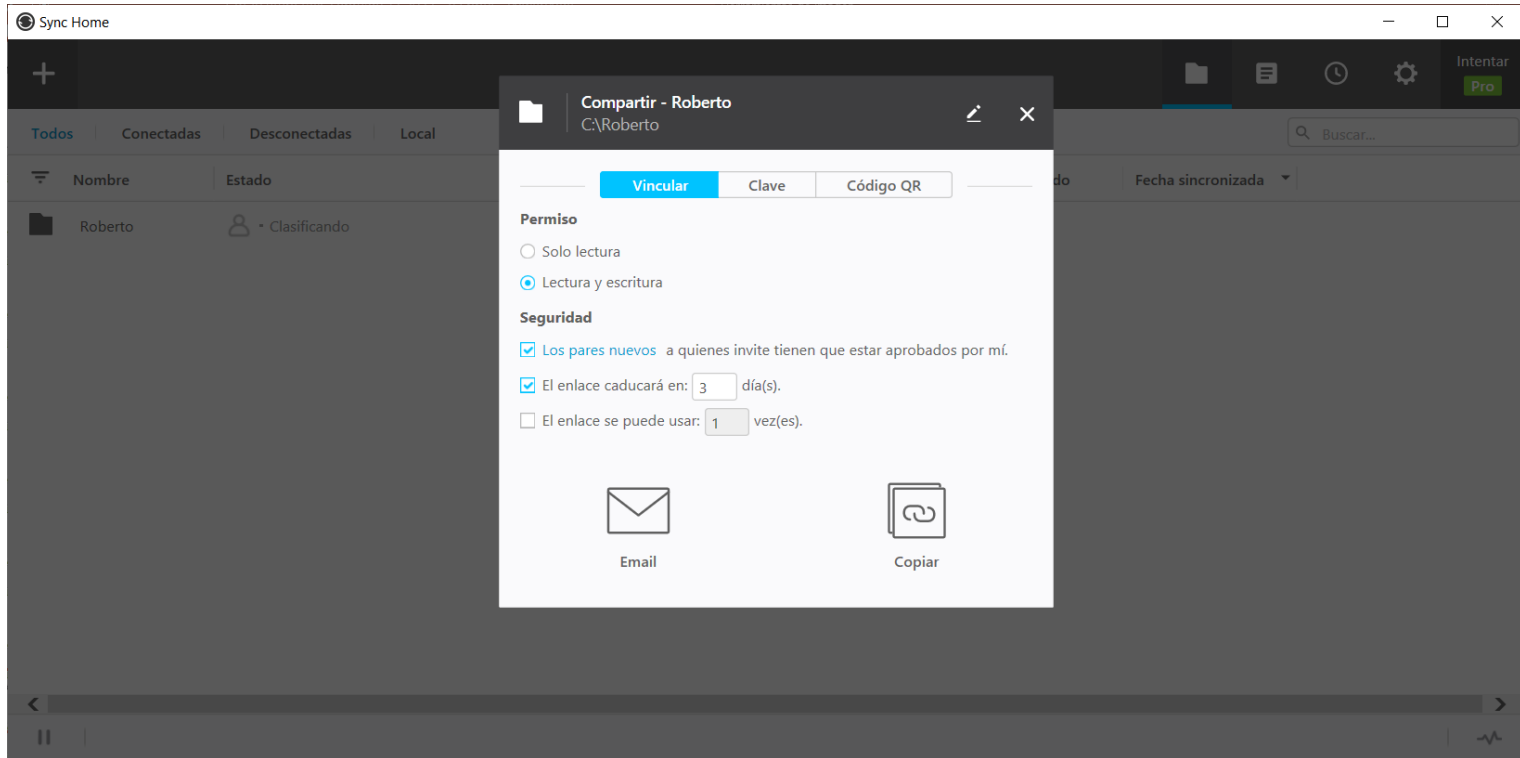 Sync Home
Intentar
Pro
Compartir - Roberto
C:\Roberto
Todos Conectadas Desconectadas Local
Buscar...
Nombre Estado do Fecha sincronizada
Roberto • Clasificando
Vincular Clave Código QR
Permiso
Solo lectura
Lectura y escritura
Seguridad
Los pares nuevos a quienes invite tienen que estar aprobados por mí.
El enlace caducará en: 3 día(s).
El enlace se puede usar: 1 vez(es).
Email Copiar